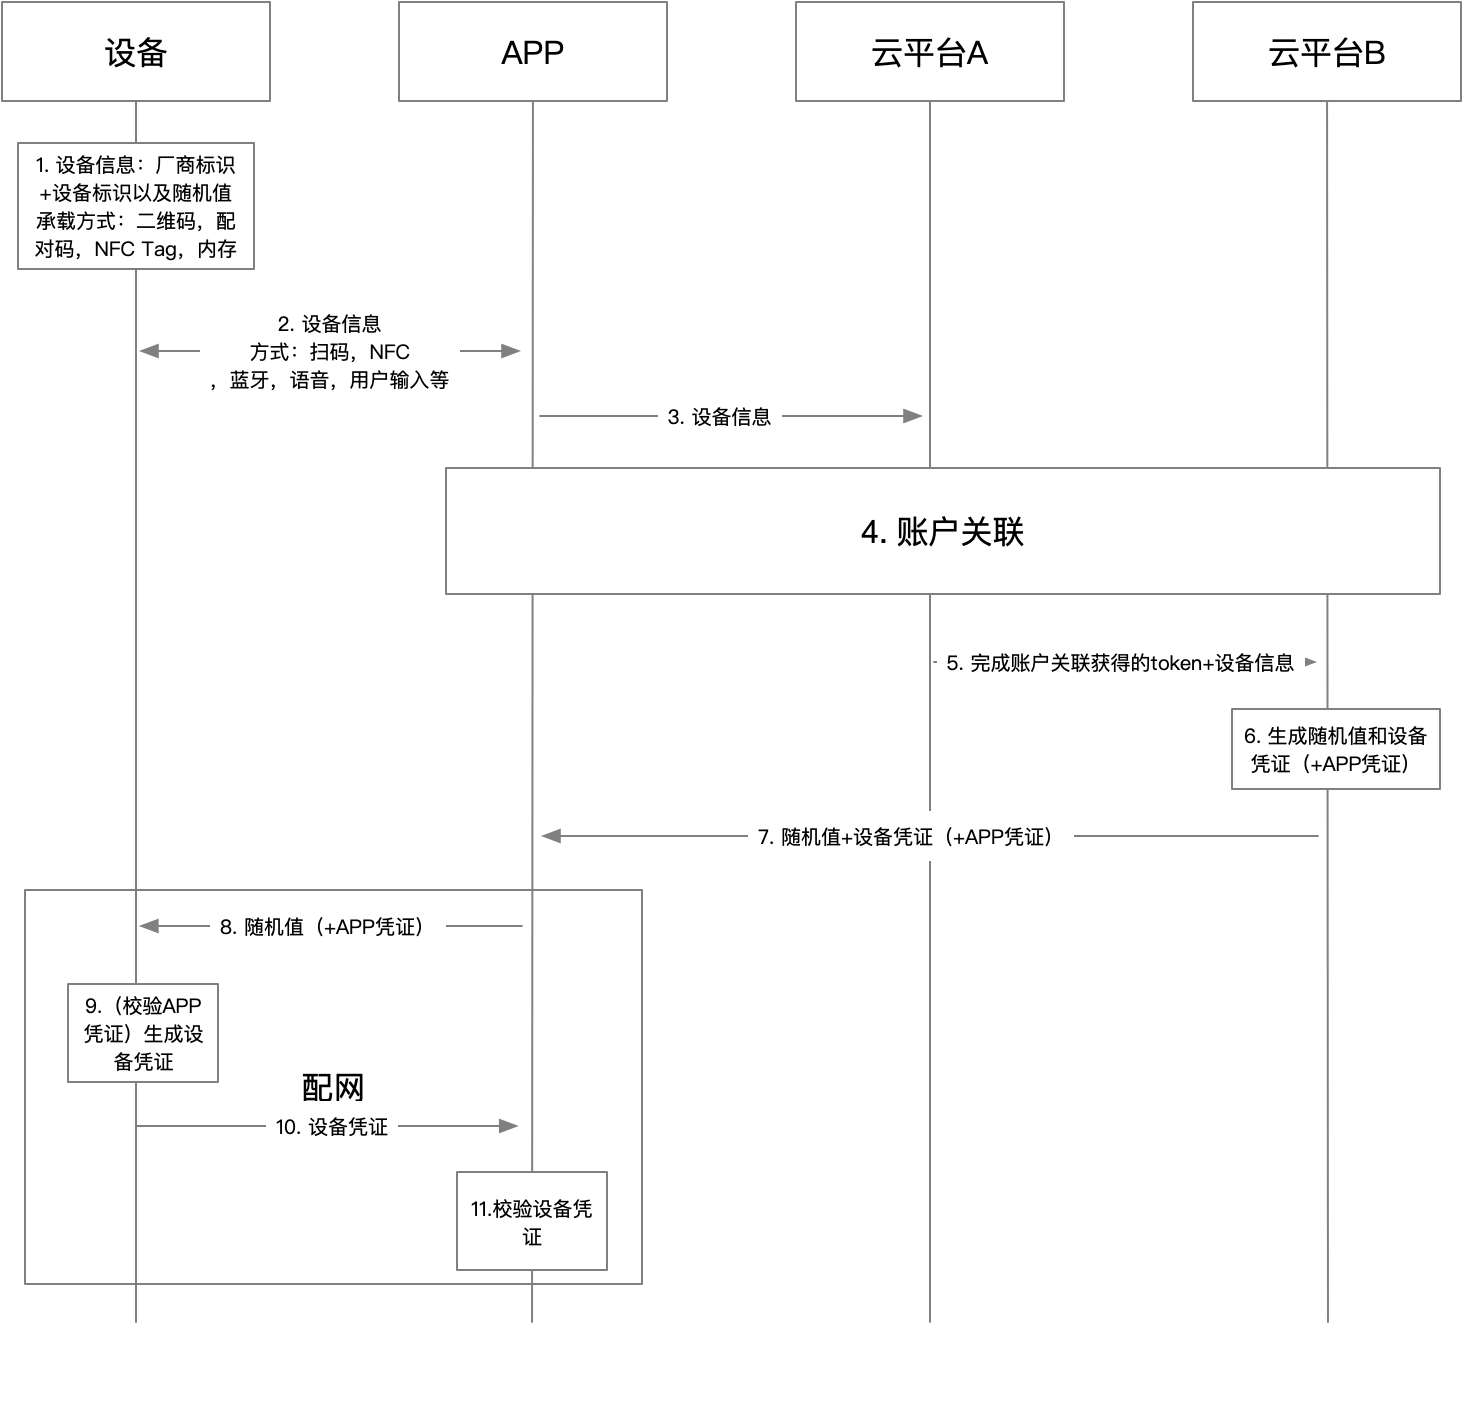 设备
APP
云平台A
云平台B
1. 设备信息：厂商标识
+设备标识以及随机值
承载方式：二维码，配
对码，NFC Tag，内存
2. 设备信息
方式：扫码，NFC
，蓝牙，语音，用户输入等
3. 设备信息
4. 账户关联
5. 完成账户关联获得的token+设备信息
6. 生成随机值和设备
凭证（+APP凭证）
7. 随机值+设备凭证（+APP凭证）
8. 随机值（+APP凭证）
9.（校验APP
凭证）生成设
备凭证
配网
10. 设备凭证
11.校验设备凭
证